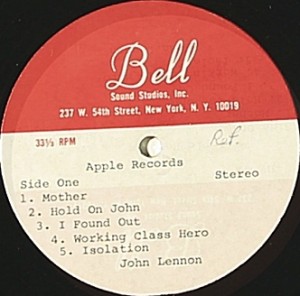 Bell
Sound Studios, Inc.
237 W. 54th Street, New York, N. Y. 10019
33⅓ RPM
Ref.
Apple Records
Side One Stereo
1. Mother
2. Hold On John
3. I Found Out
4. Working Class Hero
5. Isolation
John Lennon